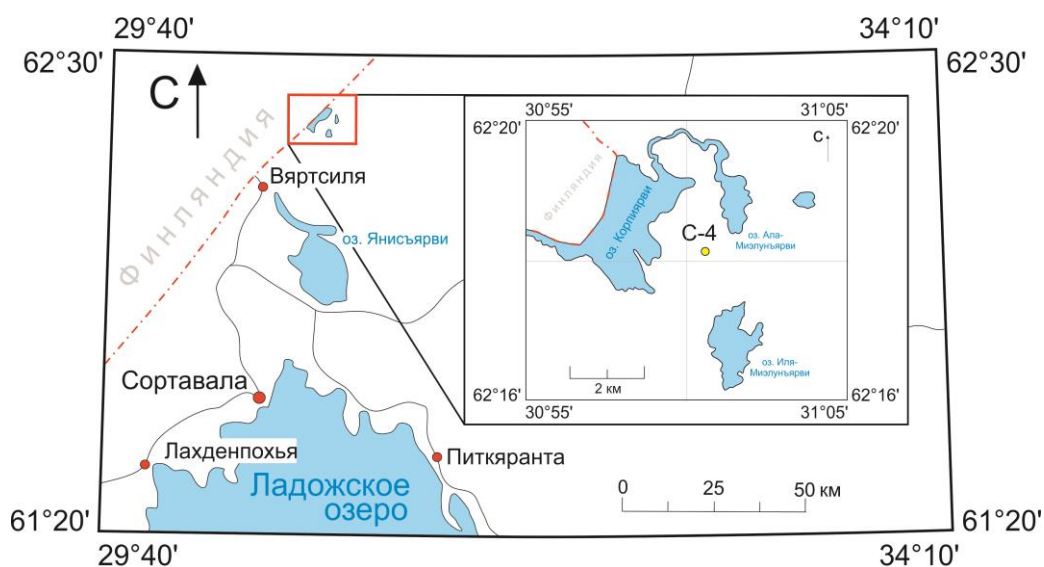 29°40'
34°10'
62°30'
62°30'
С
ФИНЛЯНДИЯ
30°55'
31°05'
62°20'
62°20'
С
ФИНЛЯНДИЯ
оз. Корпиярви
С-4
оз. Ала-
Миэлунъярви
оз. Иля-
Миэлунъярви
2 км
62°16'
62°16'
30°55'
31°05'
Вяртсиля
оз. Янисъярви
Сортавала
Лахденпохья
Питкяранта
Ладожское
озеро
0 25 50 км
61°20'
61°20'
29°40'
34°10'